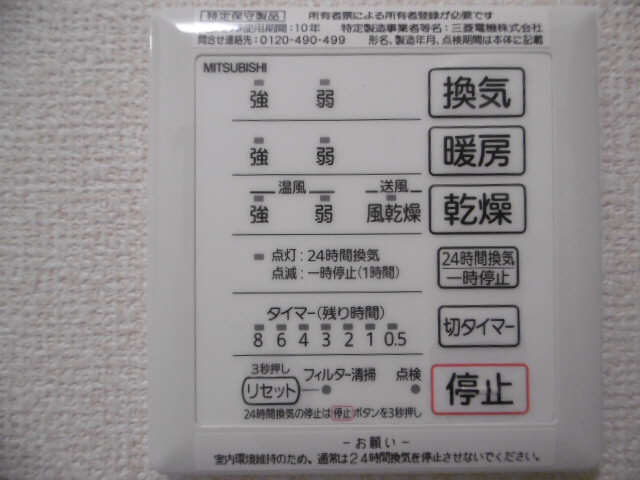 特定保守製品 所有者票による所有者登録が必要です
使用期間:10年 特定製造事業者等名:三菱電機株式会社
問合せ連絡先:0120-490-499 形名、製造年月、点検期間は本体に記載
MITSUBISHI
強 弱 換気
強 弱 暖房
温風 送風
強 弱 風乾燥 乾燥
点灯:24時間換気
点滅:一時停止(1時間)
24時間換気
一時停止
タイマー(残り時間)
8 6 4 3 2 1 0.5
切タイマー
3秒押し
リセット フィルター清掃 点検
停止
24時間換気の停止は停止ボタンを3秒押し
-お願い-
室内環境維持のため、通常は24時間換気を停止させないでください。